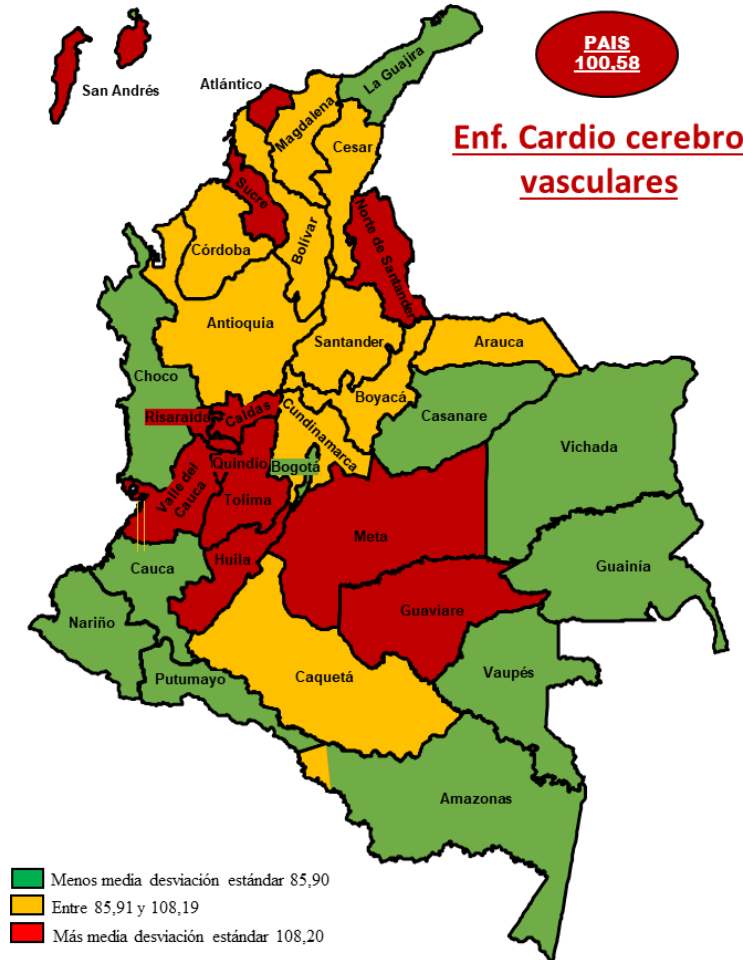 PAIS
100,58
Enf. Cardio cerebro
vasculares
San Andrés
Atlántico
La Guajira
Magdalena
Cesar
Sucre
Norte de Santander
Bolívar
Córdoba
Antioquia
Santander
Arauca
Choco
Boyacá
Casanare
Risaralda
Caldas
Cundinamarca
Vichada
Quindío
Bogotá
Valle del
Cauca
Tolima
Meta
Huila
Cauca
Guainía
Guaviare
Nariño
Vaupés
Putumayo
Caquetá
Amazonas
Menos media desviación estándar 85,90
Entre 85,91 y 108,19
Más media desviación estándar 108,20